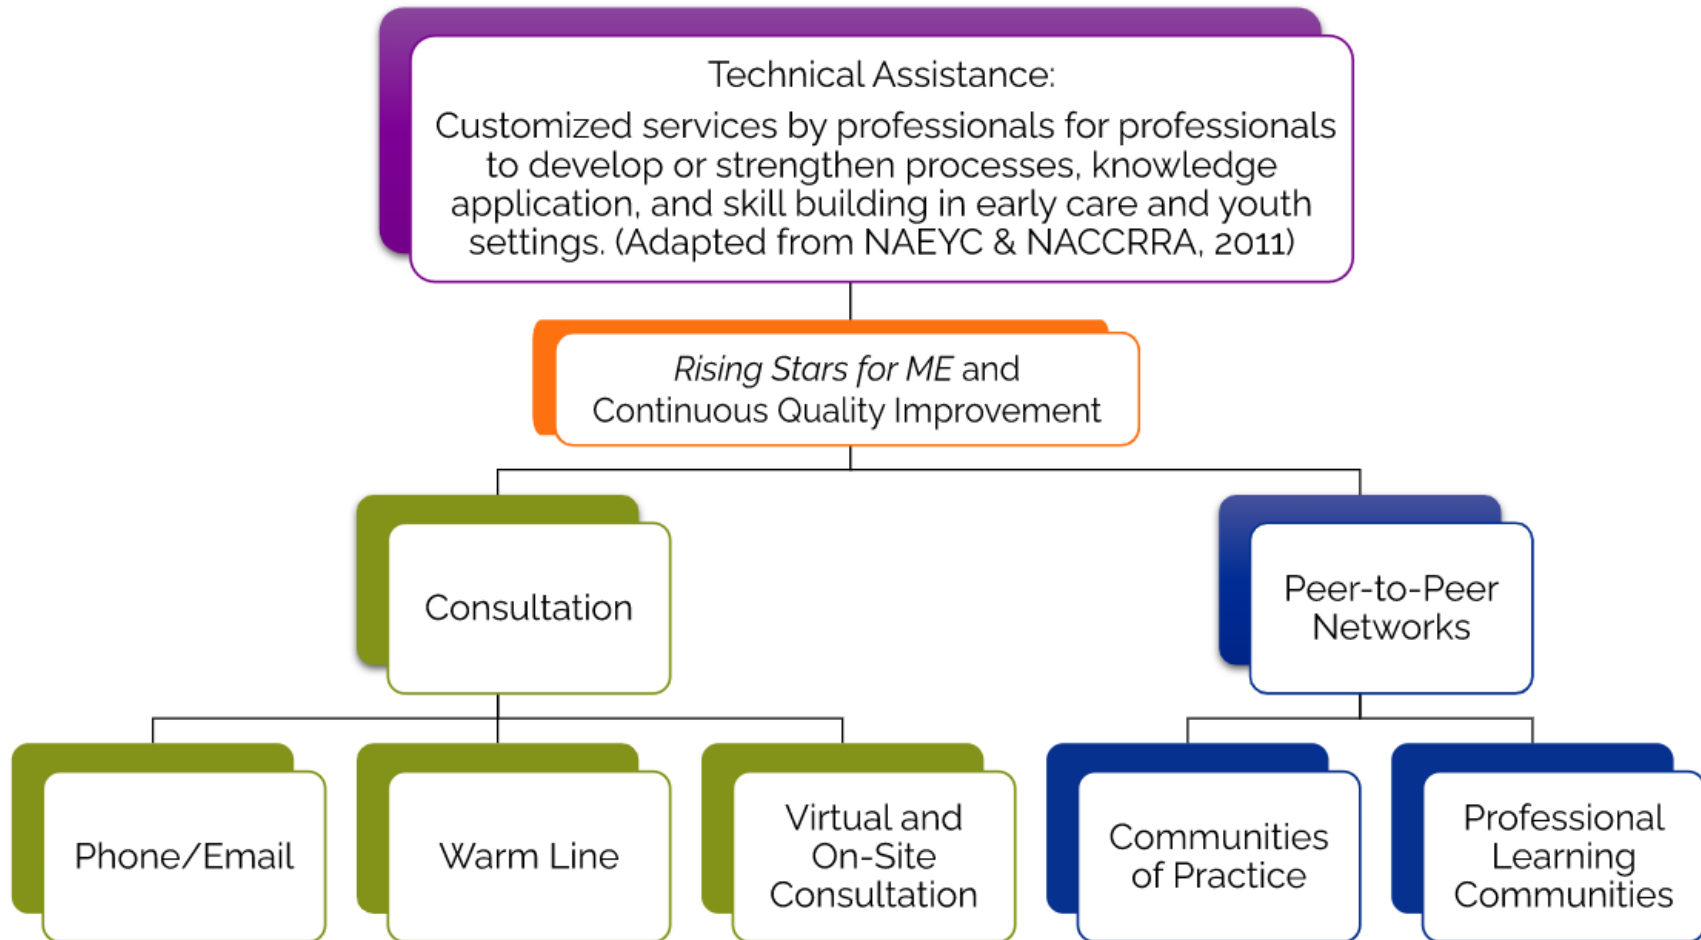 Technical Assistance:
Customized services by professionals for professionals
to develop or strengthen processes, knowledge
application, and skill building in early care and youth
settings. (Adapted from NAEYC & NACCRRA, 2011)
Rising Stars for ME and
Continuous Quality Improvement
Consultation
Peer-to-Peer
Networks
Phone/Email
Warm Line
Virtual and
On-Site
Consultation
Communities
of Practice
Professional
Learning
Communities